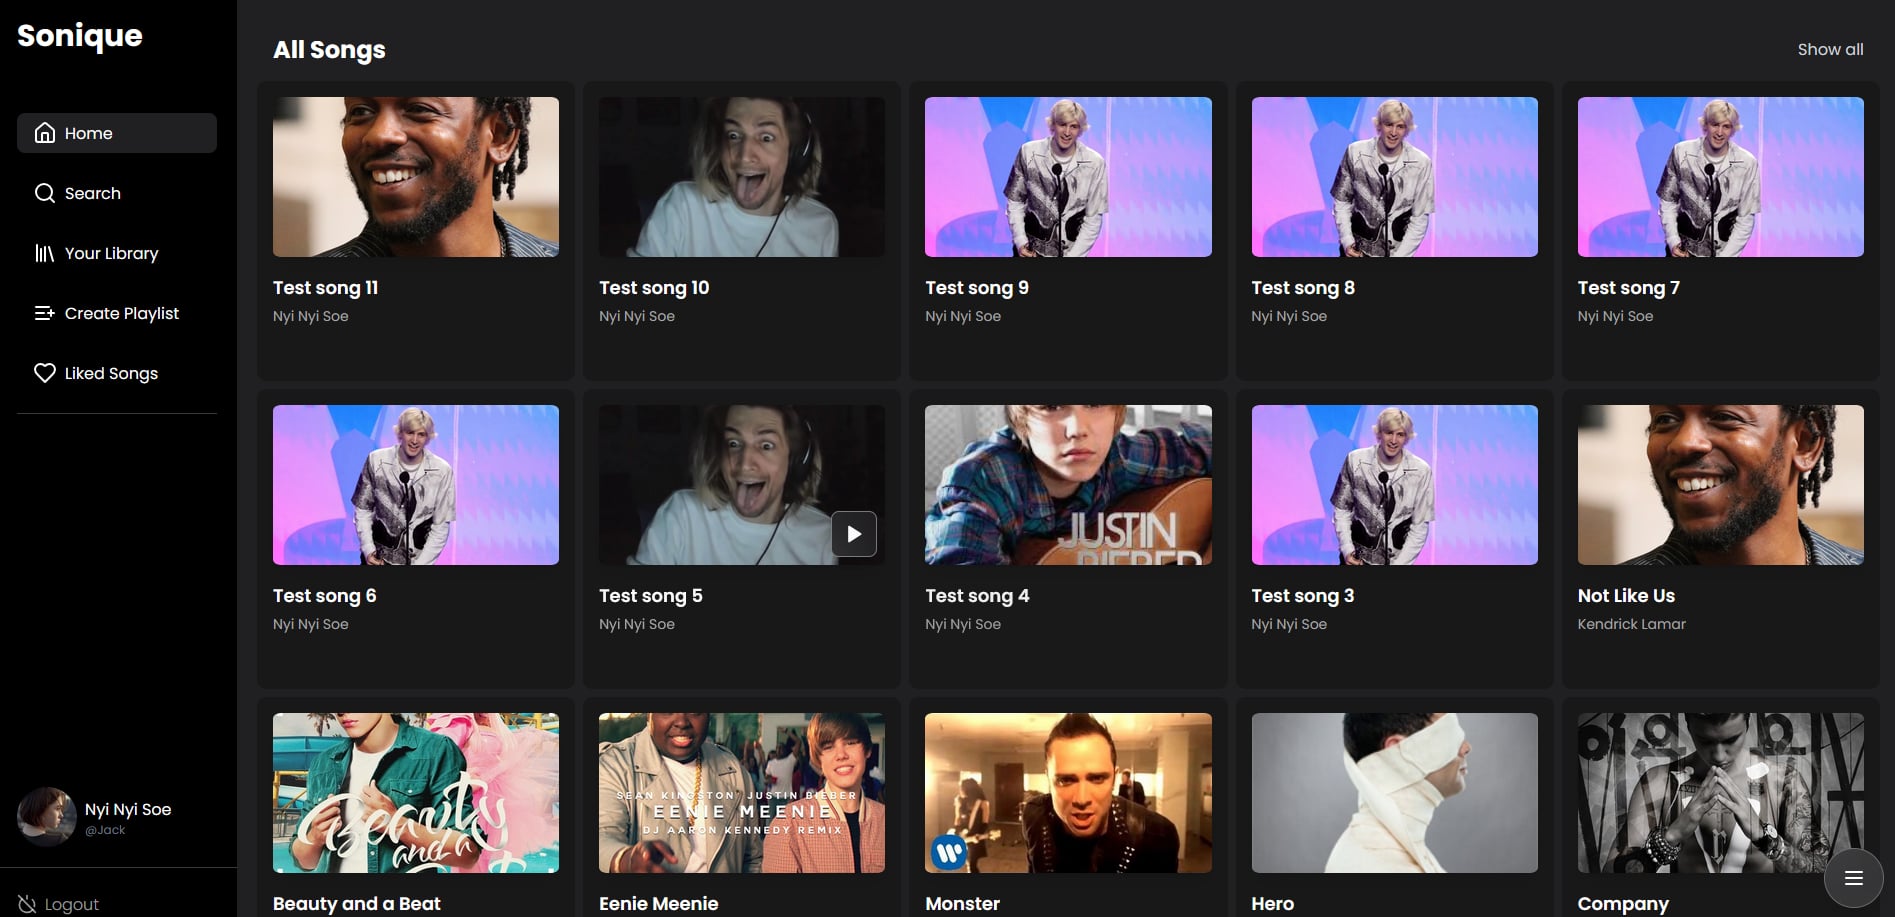 Sonique
Home
Search
Your Library
Create Playlist
Liked Songs
Nyi Nyi Soe
@Jack
Logout
All Songs
Show all
Test song 11
Nyi Nyi Soe
Test song 10
Nyi Nyi Soe
Test song 9
Nyi Nyi Soe
Test song 8
Nyi Nyi Soe
Test song 7
Nyi Nyi Soe
Test song 6
Nyi Nyi Soe
Test song 5
Nyi Nyi Soe
JUSTIN
BIEBER
Test song 4
Nyi Nyi Soe
Test song 3
Nyi Nyi Soe
Not Like Us
Kendrick Lamar
Beauty
and a
Beauty and a Beat
SEAN KINGSTON' JUSTIN BIEBER
EENIE MEENIE
DJ AARON KENNEDY REMIX
Eenie Meenie
Monster
Hero
Company